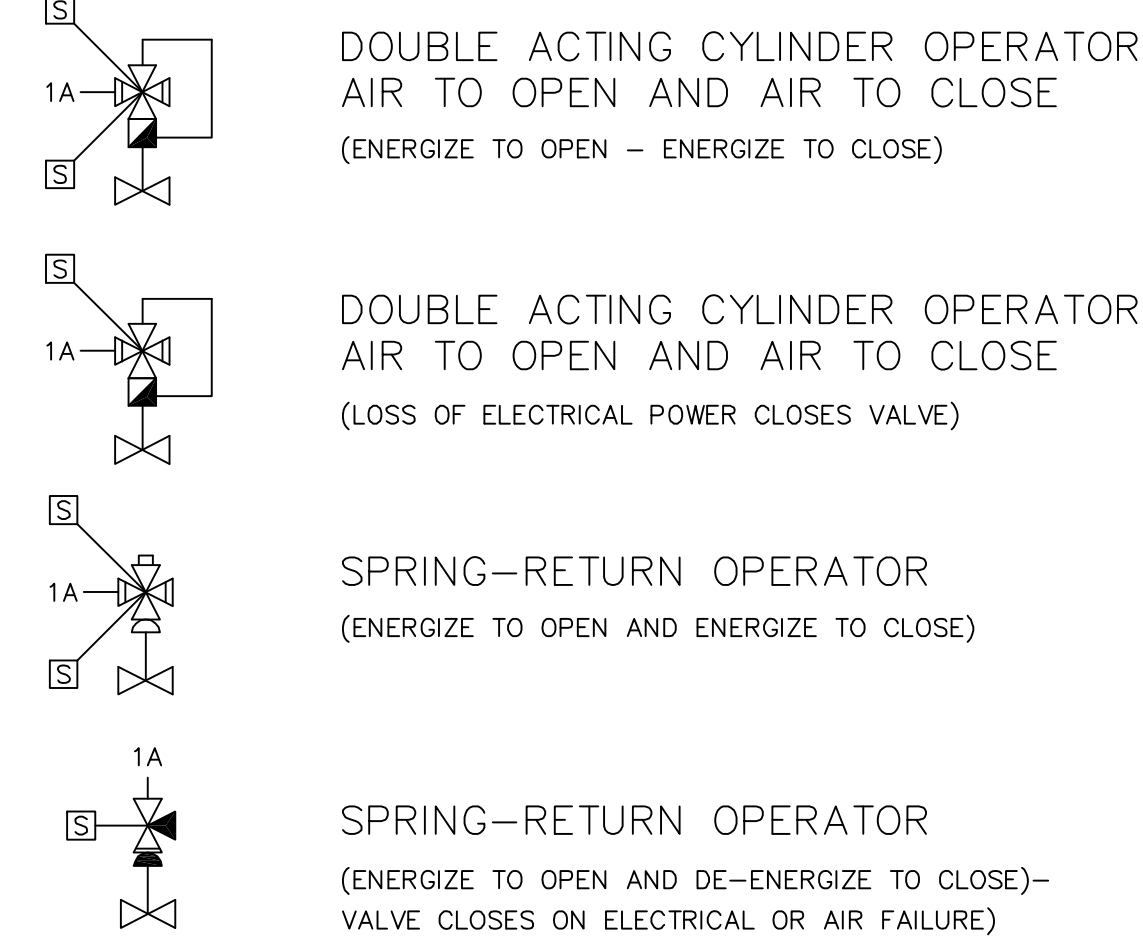 S
DOUBLE ACTING CYLINDER OPERATOR
1A
AIR TO OPEN AND AIR TO CLOSE
(ENERGIZE TO OPEN – ENERGIZE TO CLOSE)
S
S
DOUBLE ACTING CYLINDER OPERATOR
1A
AIR TO OPEN AND AIR TO CLOSE
(LOSS OF ELECTRICAL POWER CLOSES VALVE)
S
SPRING–RETURN OPERATOR
1A
(ENERGIZE TO OPEN AND ENERGIZE TO CLOSE)
S
1A
S
SPRING–RETURN OPERATOR
(ENERGIZE TO OPEN AND DE–ENERGIZE TO CLOSE)–
VALVE CLOSES ON ELECTRICAL OR AIR FAILURE)